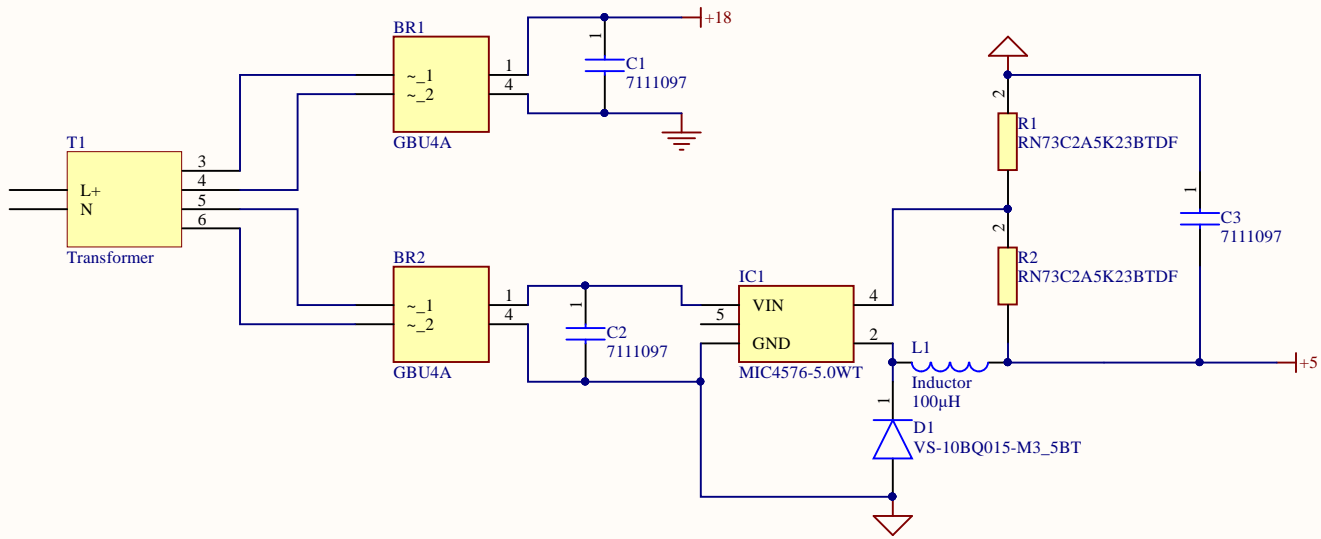 BR1
~_1
~_2
1
4
GBU4A
+18
1
C1
7111097
T1
L+
N
3
4
5
6
Transformer
BR2
~_1
~_2
1
4
GBU4A
1
C2
7111097
IC1
VIN
5
GND
4
2
MIC4576-5.0WT
2
R1
RN73C2A5K23BTDF
2
R2
RN73C2A5K23BTDF
1
C3
7111097
L1
Inductor
100µH
+5
1
D1
VS-10BQ015-M3_5BT